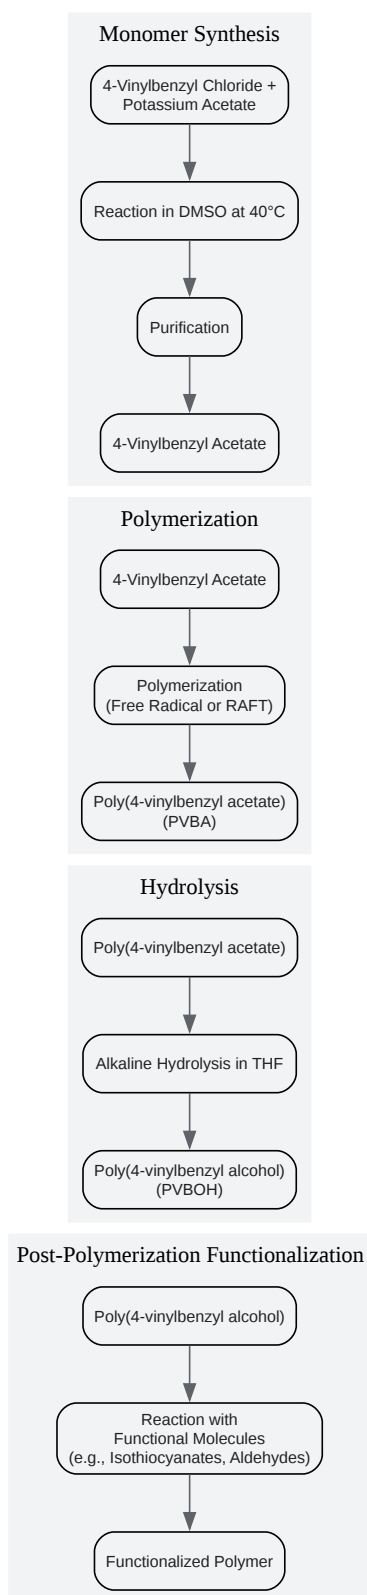 Monomer Synthesis
4-Vinylbenzyl Chloride +
Potassium Acetate
Reaction in DMSO at 40°C
Purification
4-Vinylbenzyl Acetate
Polymerization
4-Vinylbenzyl Acetate
Polymerization
(Free Radical or RAFT)
Poly(4-vinylbenzyl acetate)
(PVBA)
Hydrolysis
Poly(4-vinylbenzyl acetate)
Alkaline Hydrolysis in THF
Poly(4-vinylbenzyl alcohol)
(PVBOH)
Post-Polymerization Functionalization
Poly(4-vinylbenzyl alcohol)
Reaction with
Functional Molecules
(e.g., Isothiocyanates, Aldehydes)
Functionalized Polymer